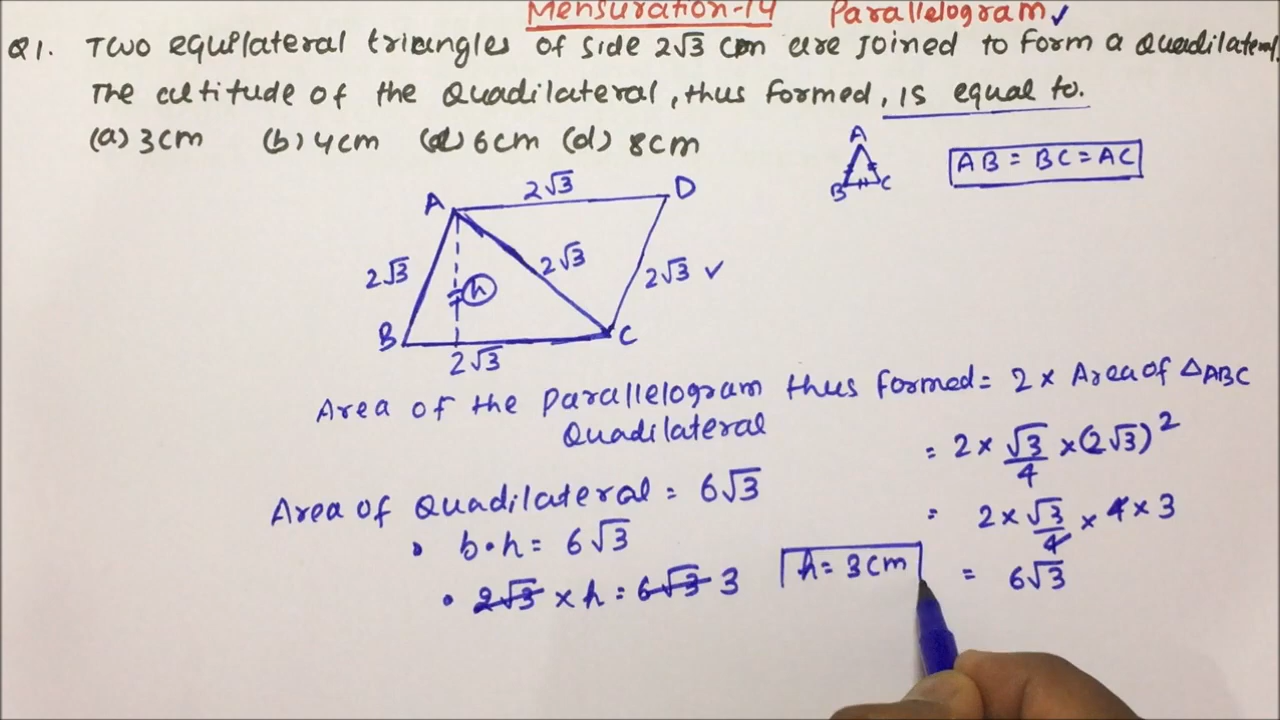 Mensuration-14 Parallelogram ✓
Q1. Two equilateral triangles of side 2√3 cm are joined to form a Quadilateral.
The altitude of the Quadilateral, thus formed, is equal to.
(a) 3cm (b) 4cm (c) 6cm (d) 8cm
A
B C
AB = BC = AC
A 2√3 D
2√3 h 2√3 2√3 ✓
B 2√3 C
Area of the parallelogram thus formed = 2 × Area of △ABC
Quadilateral
= 2 × √3/4 × (2√3)²
Area of Quadilateral = 6√3
= 2 × √3/4 × 4 × 3
• b·h = 6√3
• 2√3 × h = 6√3 3
h = 3cm
= 6√3